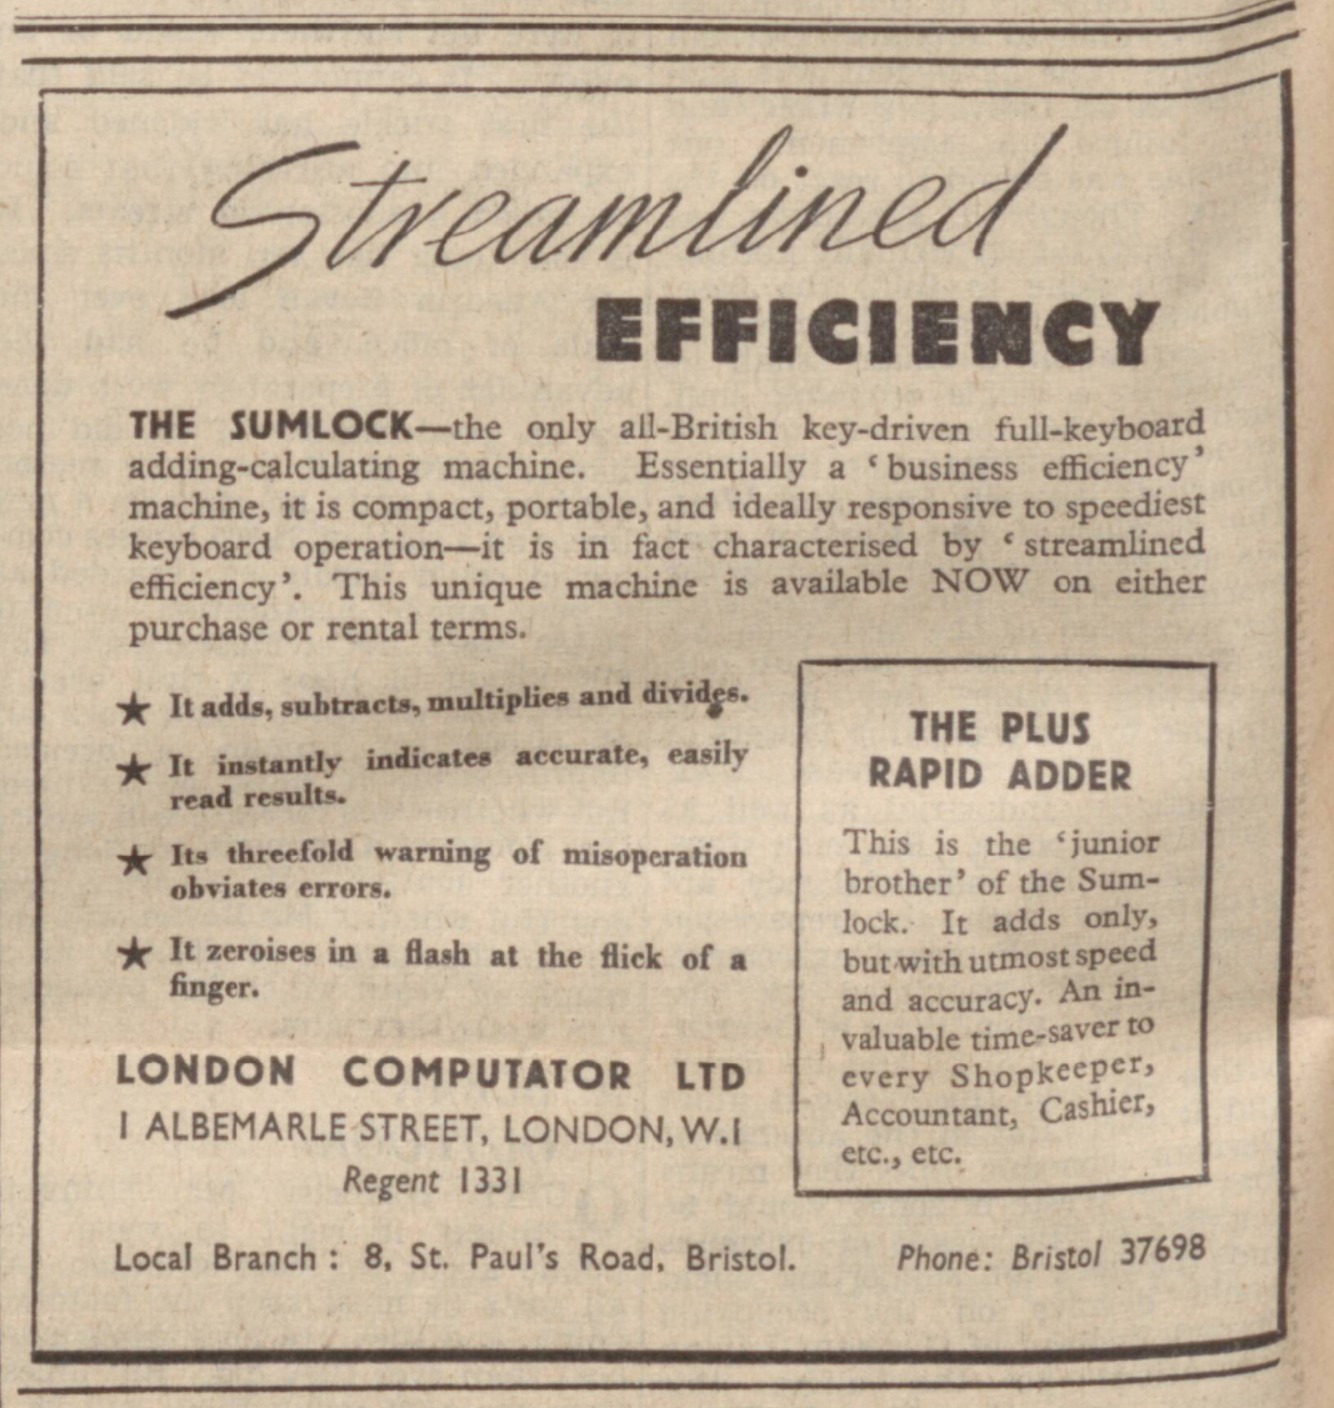 Streamlined
EFFICIENCY
THE SUMLOCK—the only all-British key-driven full-keyboard
adding-calculating machine. Essentially a ‘business efficiency’
machine, it is compact, portable, and ideally responsive to speediest
keyboard operation—it is in fact characterised by ‘streamlined
efficiency’. This unique machine is available NOW on either
purchase or rental terms.
★ It adds, subtracts, multiplies and divides.
★ It instantly indicates accurate, easily
read results.
★ Its threefold warning of misoperation
obviates errors.
★ It zeroises in a flash at the flick of a
finger.
LONDON COMPUTATOR LTD
1 ALBEMARLE STREET, LONDON, W.1
Regent 1331
THE PLUS
RAPID ADDER
This is the ‘junior
brother’ of the Sum-
lock. It adds only,
but with utmost speed
and accuracy. An in-
valuable time-saver to
every Shopkeeper,
Accountant, Cashier,
etc., etc.
Local Branch : 8, St. Paul's Road, Bristol. Phone: Bristol 37698